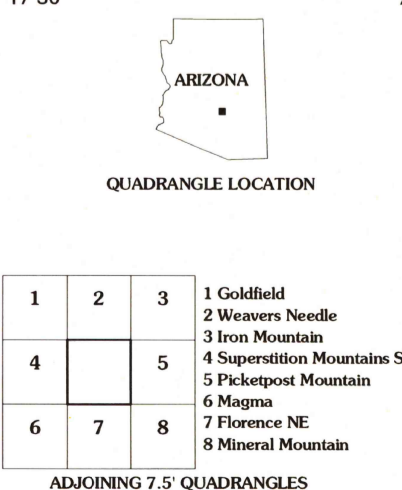 ARIZONA
QUADRANGLE LOCATION
1 2 3
4 5
6 7 8
1 Goldfield
2 Weavers Needle
3 Iron Mountain
4 Superstition Mountains S
5 Picketpost Mountain
6 Magma
7 Florence NE
8 Mineral Mountain
ADJOINING 7.5' QUADRANGLES